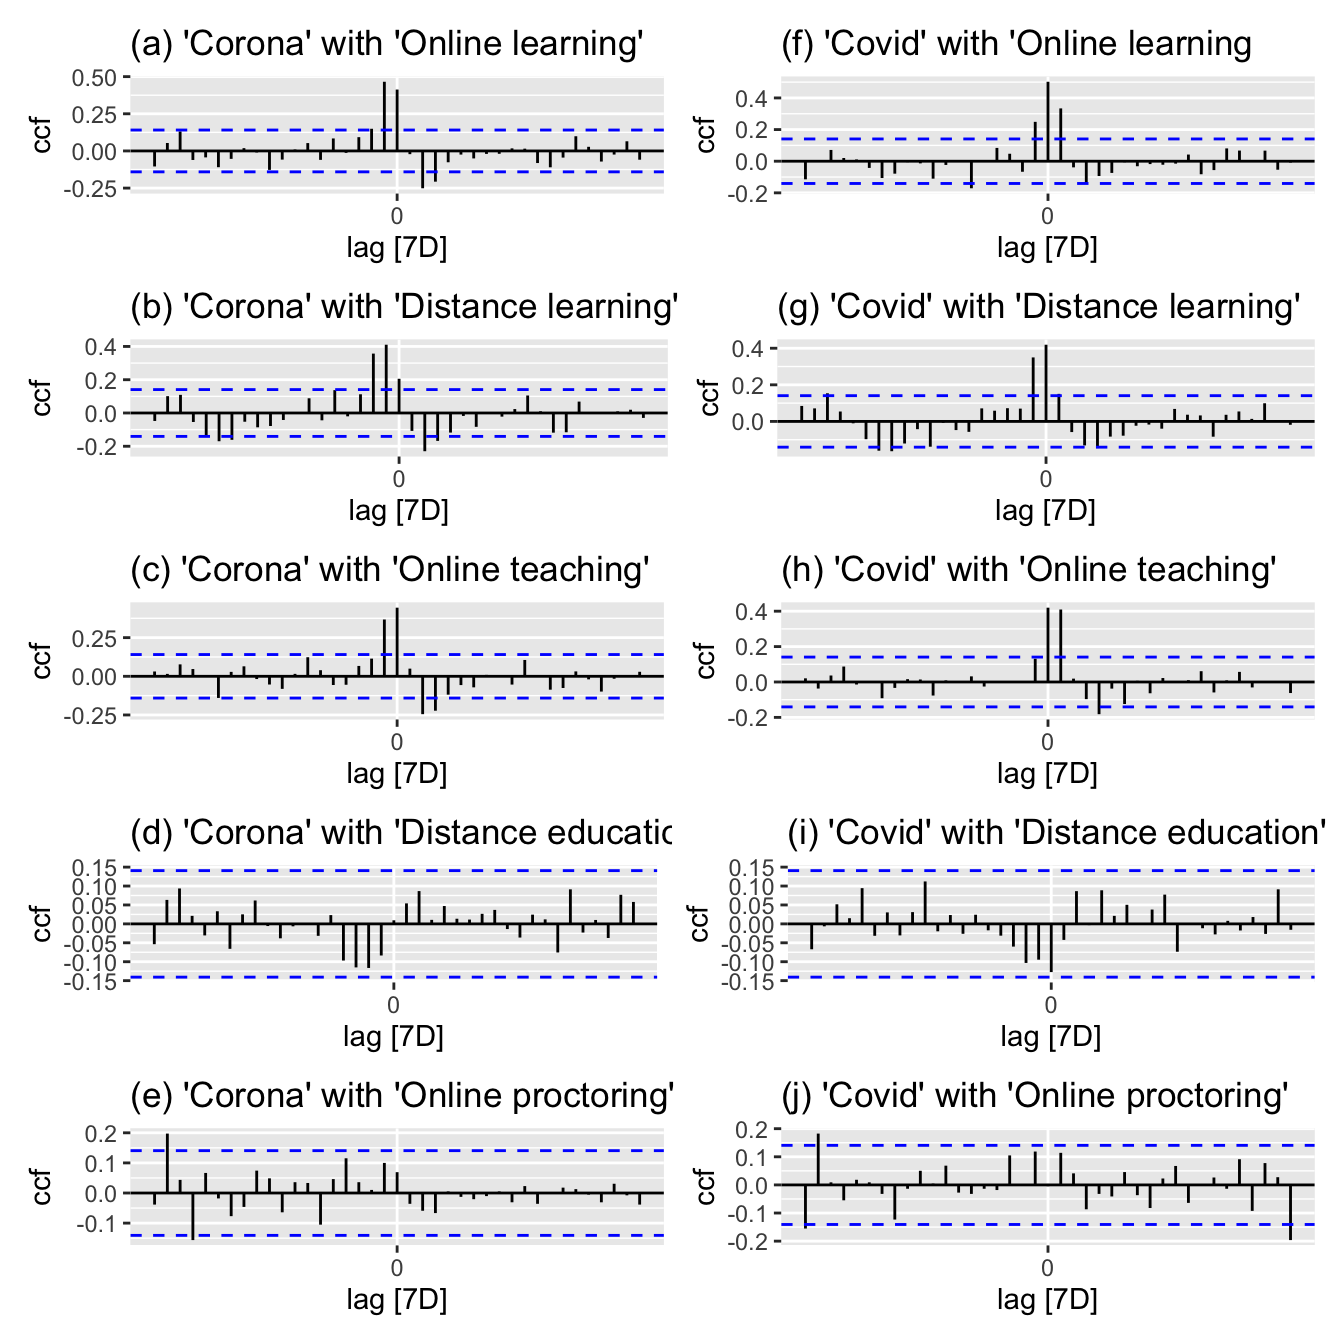 (a) 'Corona' with 'Online learning'
0.50
0.25
0.00
-0.25
ccf
0
lag [7D]
(f) 'Covid' with 'Online learning
0.4
0.2
0.0
-0.2
ccf
0
lag [7D]
(b) 'Corona' with 'Distance learning'
0.4
0.2
0.0
-0.2
ccf
0
lag [7D]
(g) 'Covid' with 'Distance learning'
0.4
0.2
0.0
ccf
0
lag [7D]
(c) 'Corona' with 'Online teaching'
0.25
0.00
-0.25
ccf
0
lag [7D]
(h) 'Covid' with 'Online teaching'
0.4
0.2
0.0
-0.2
ccf
0
lag [7D]
(d) 'Corona' with 'Distance educatic
0.15
0.10
0.05
0.00
-0.05
-0.10
-0.15
ccf
0
lag [7D]
(i) 'Covid' with 'Distance education'
0.15
0.10
0.05
0.00
-0.05
-0.10
-0.15
ccf
0
lag [7D]
(e) 'Corona' with 'Online proctoring'
0.2
0.1
0.0
-0.1
ccf
0
lag [7D]
(j) 'Covid' with 'Online proctoring'
0.2
0.1
0.0
-0.1
-0.2
ccf
0
lag [7D]